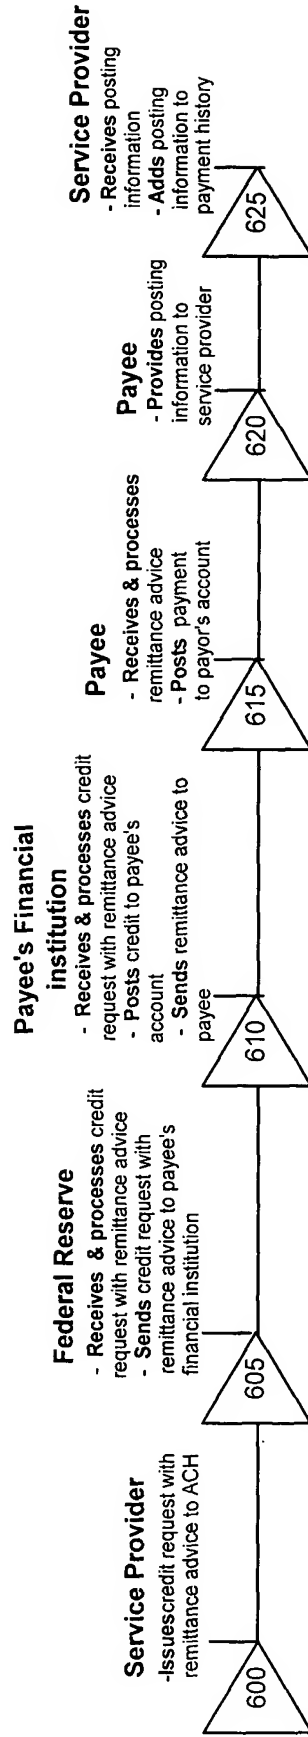 Service Provider
-Issuescredit request with
remittance advice to ACH
600
Federal Reserve
- Receives & processes credit
request with remittance advice
- Sends credit request with
remittance advice to payee's
financial institution
605
Payee's Financial
institution
- Receives & processes credit
request with remittance advice
- Posts credit to payee's
account
- Sends remittance advice to
payee
610
Payee
- Receives & processes
remittance advice
- Posts payment
to payor's account
615
Payee
- Provides posting
information to
service provider
620
Service Provider
- Receives posting
information
- Adds posting
information to
payment history
625